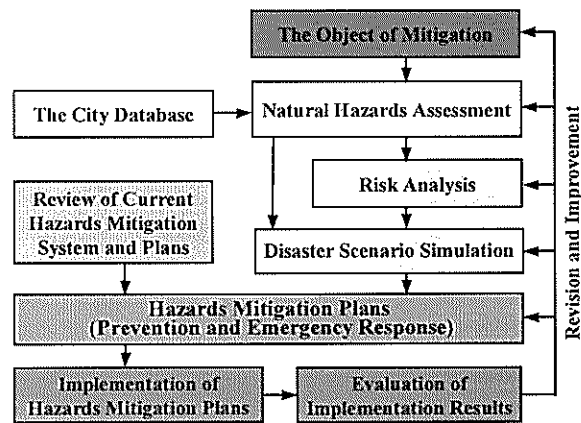 The Object of Mitigation
The City Database
Natural Hazards Assessment
Risk Analysis
Review of Current
Hazards Mitigation
System and Plans
Disaster Scenario Simulation
Hazards Mitigation Plans
(Prevention and Emergency Response)
Implementation of
Hazards Mitigation Plans
Evaluation of
Implementation Results
Revision and Improvement